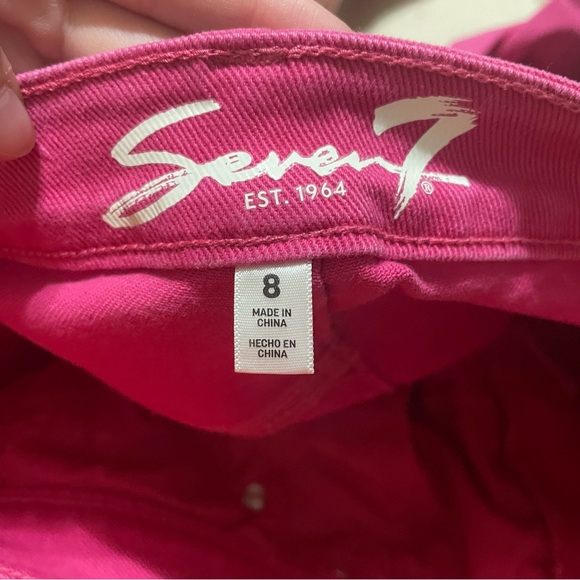 Seven7®
EST. 1964
8
MADE IN
CHINA
HECHO EN
CHINA